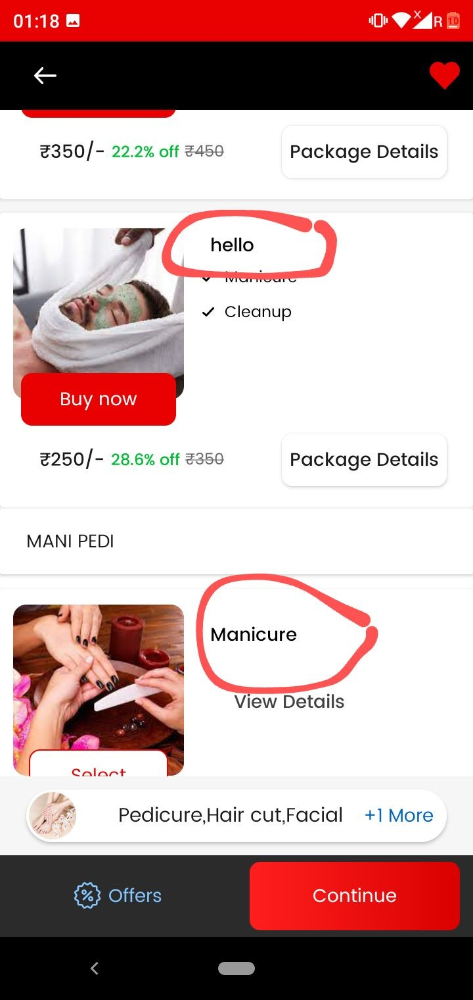 01:18
R
10
₹350/- 22.2% off ₹450
Package Details
hello
Manicure
Cleanup
Buy now
₹250/- 28.6% off ₹350
Package Details
MANI PEDI
Manicure
View Details
Select
Pedicure,Hair cut,Facial +1 More
Offers
Continue